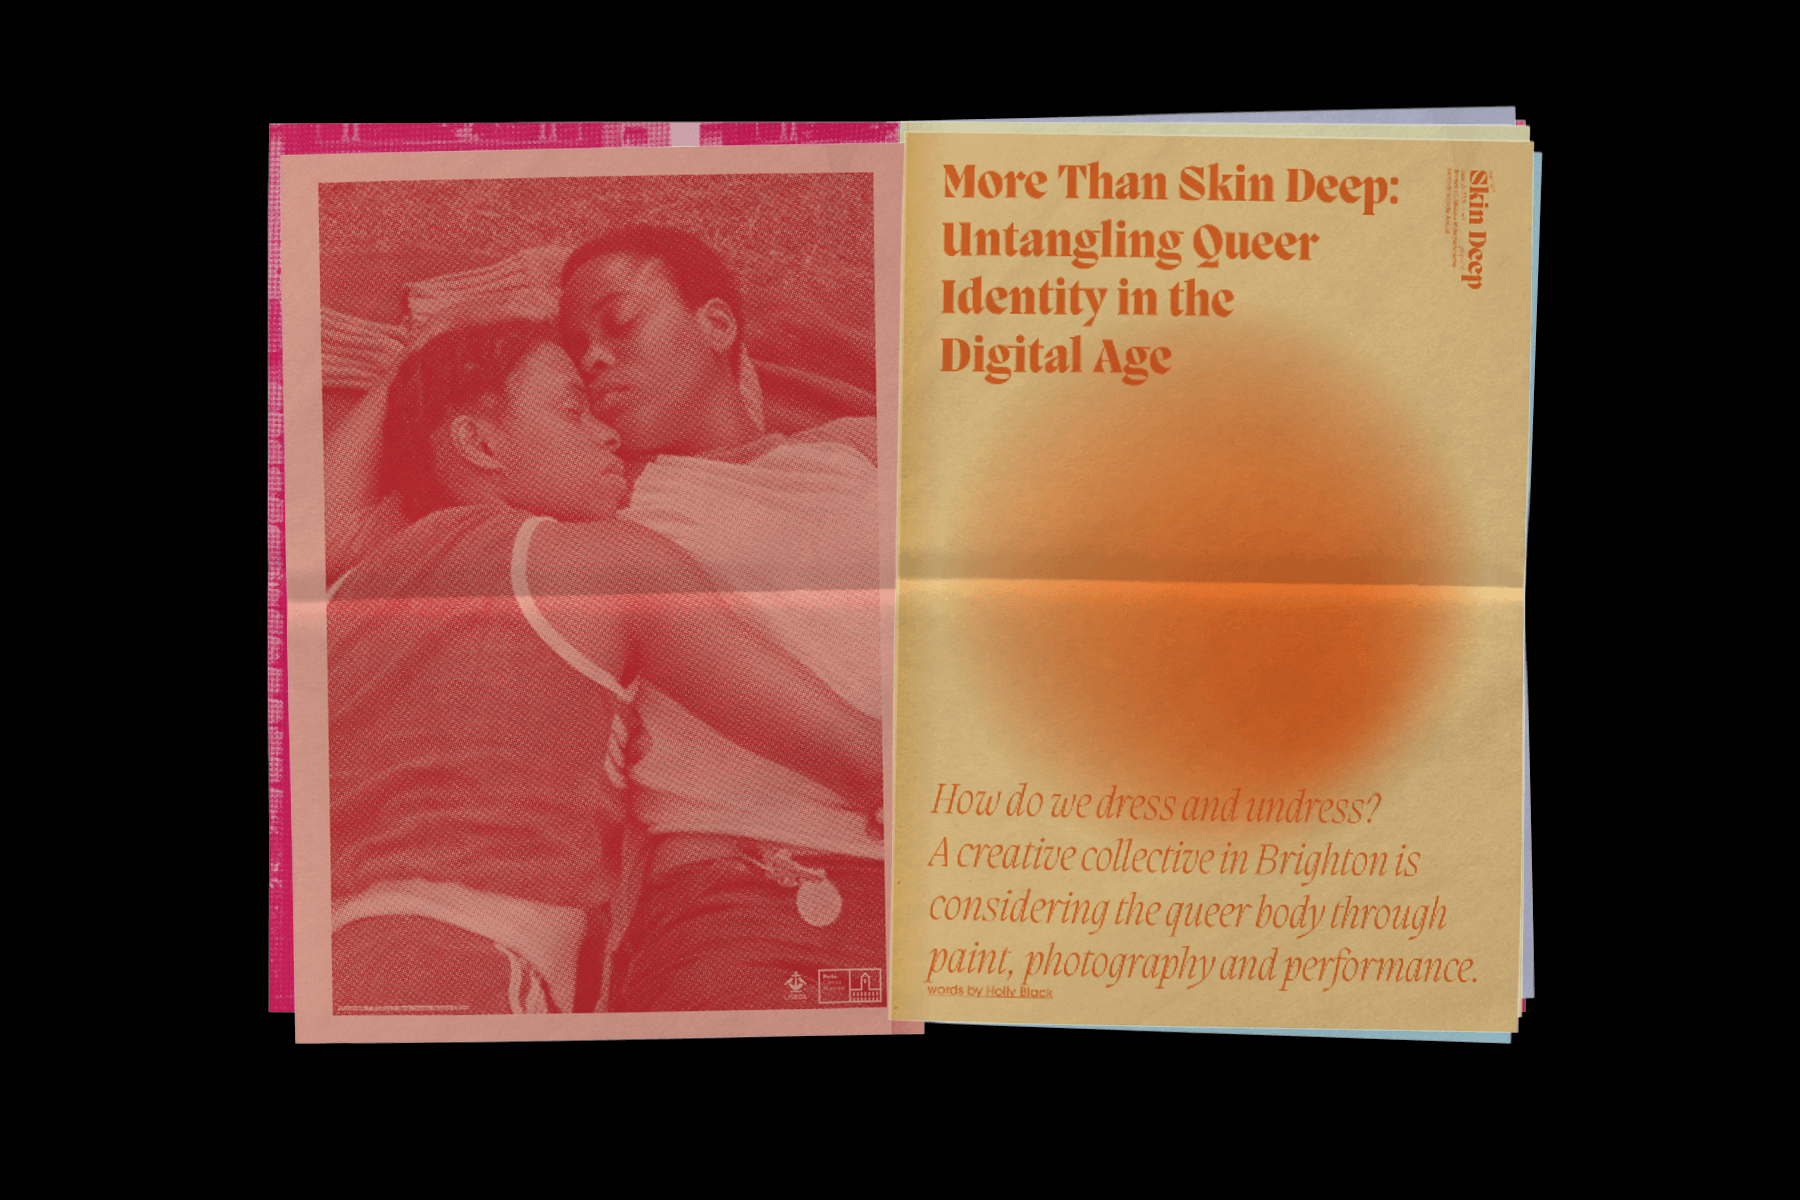 More Than Skin Deep:
Untangling Queer
Identity in the
Digital Age
Skin Deep
How do we dress and undress?
A creative collective in Brighton is
considering the queer body through
paint, photography and performance.
words by Holly Black
LISBOA